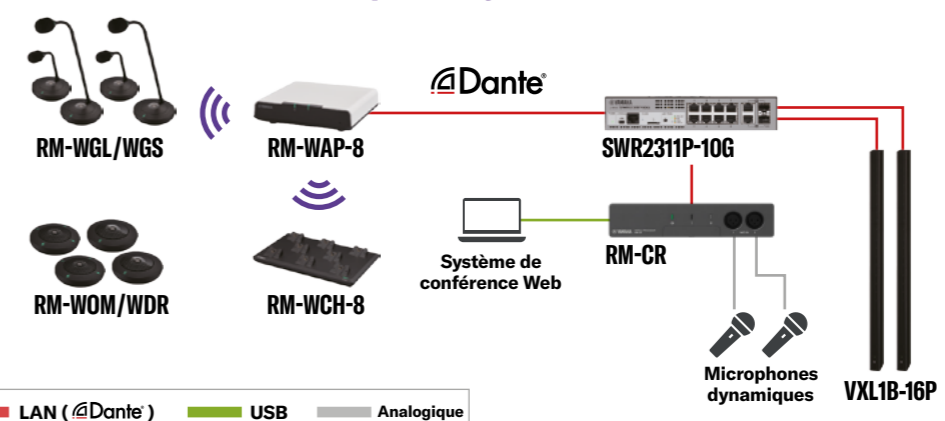 Dante®
RM-WGL/WGS
RM-WAP-8
SWR2311P-10G
RM-WOM/WDR
RM-WCH-8
Système de
conférence Web
RM-CR
Microphones
dynamiques
VXL1B-16P
LAN ( Dante® )
USB
Analogique